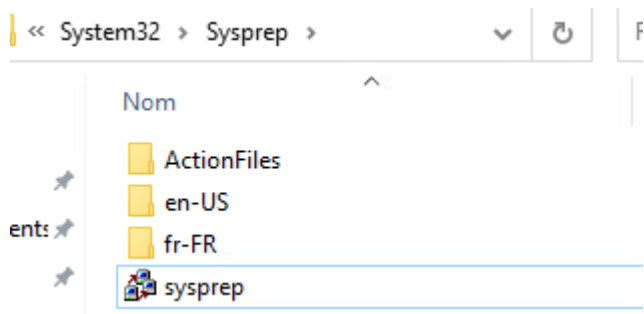 « System32 > Sysprep >
Nom
ActionFiles
en-US
ents
fr-FR
sysprep